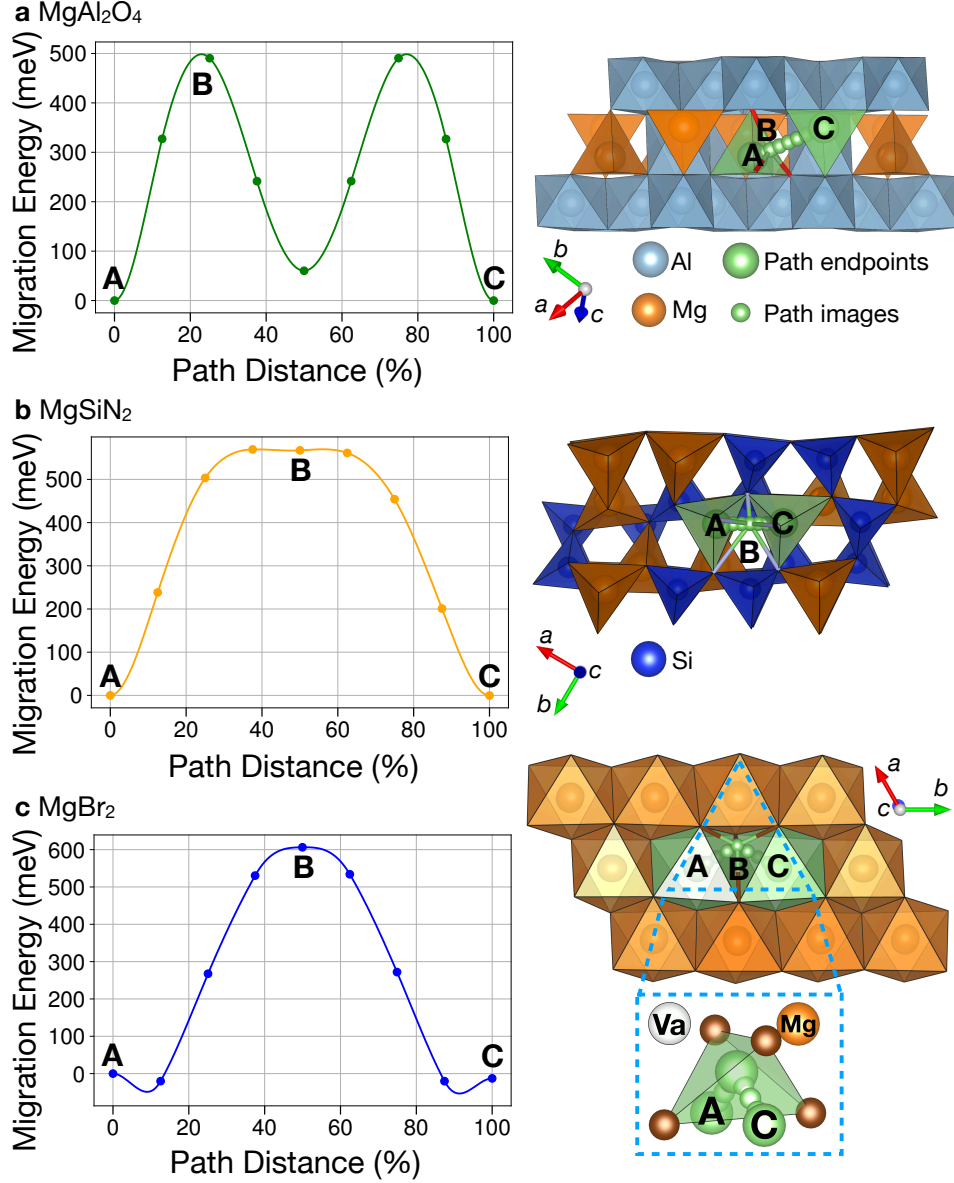 a MgAl₂O₄
Migration Energy (meV)
500
400
300
200
100
0
A
B
C
0 20 40 60 80 100
Path Distance (%)
A
B
C
b
a
c
Al
Path endpoints
Mg
Path images
b MgSiN₂
Migration Energy (meV)
500
400
300
200
100
0
A
B
C
0 20 40 60 80 100
Path Distance (%)
A
C
B
a
c
b
Si
c MgBr₂
Migration Energy (meV)
600
500
400
300
200
100
0
A
B
C
0 20 40 60 80 100
Path Distance (%)
a
b
c
A
B
C
Va
Mg
A
C